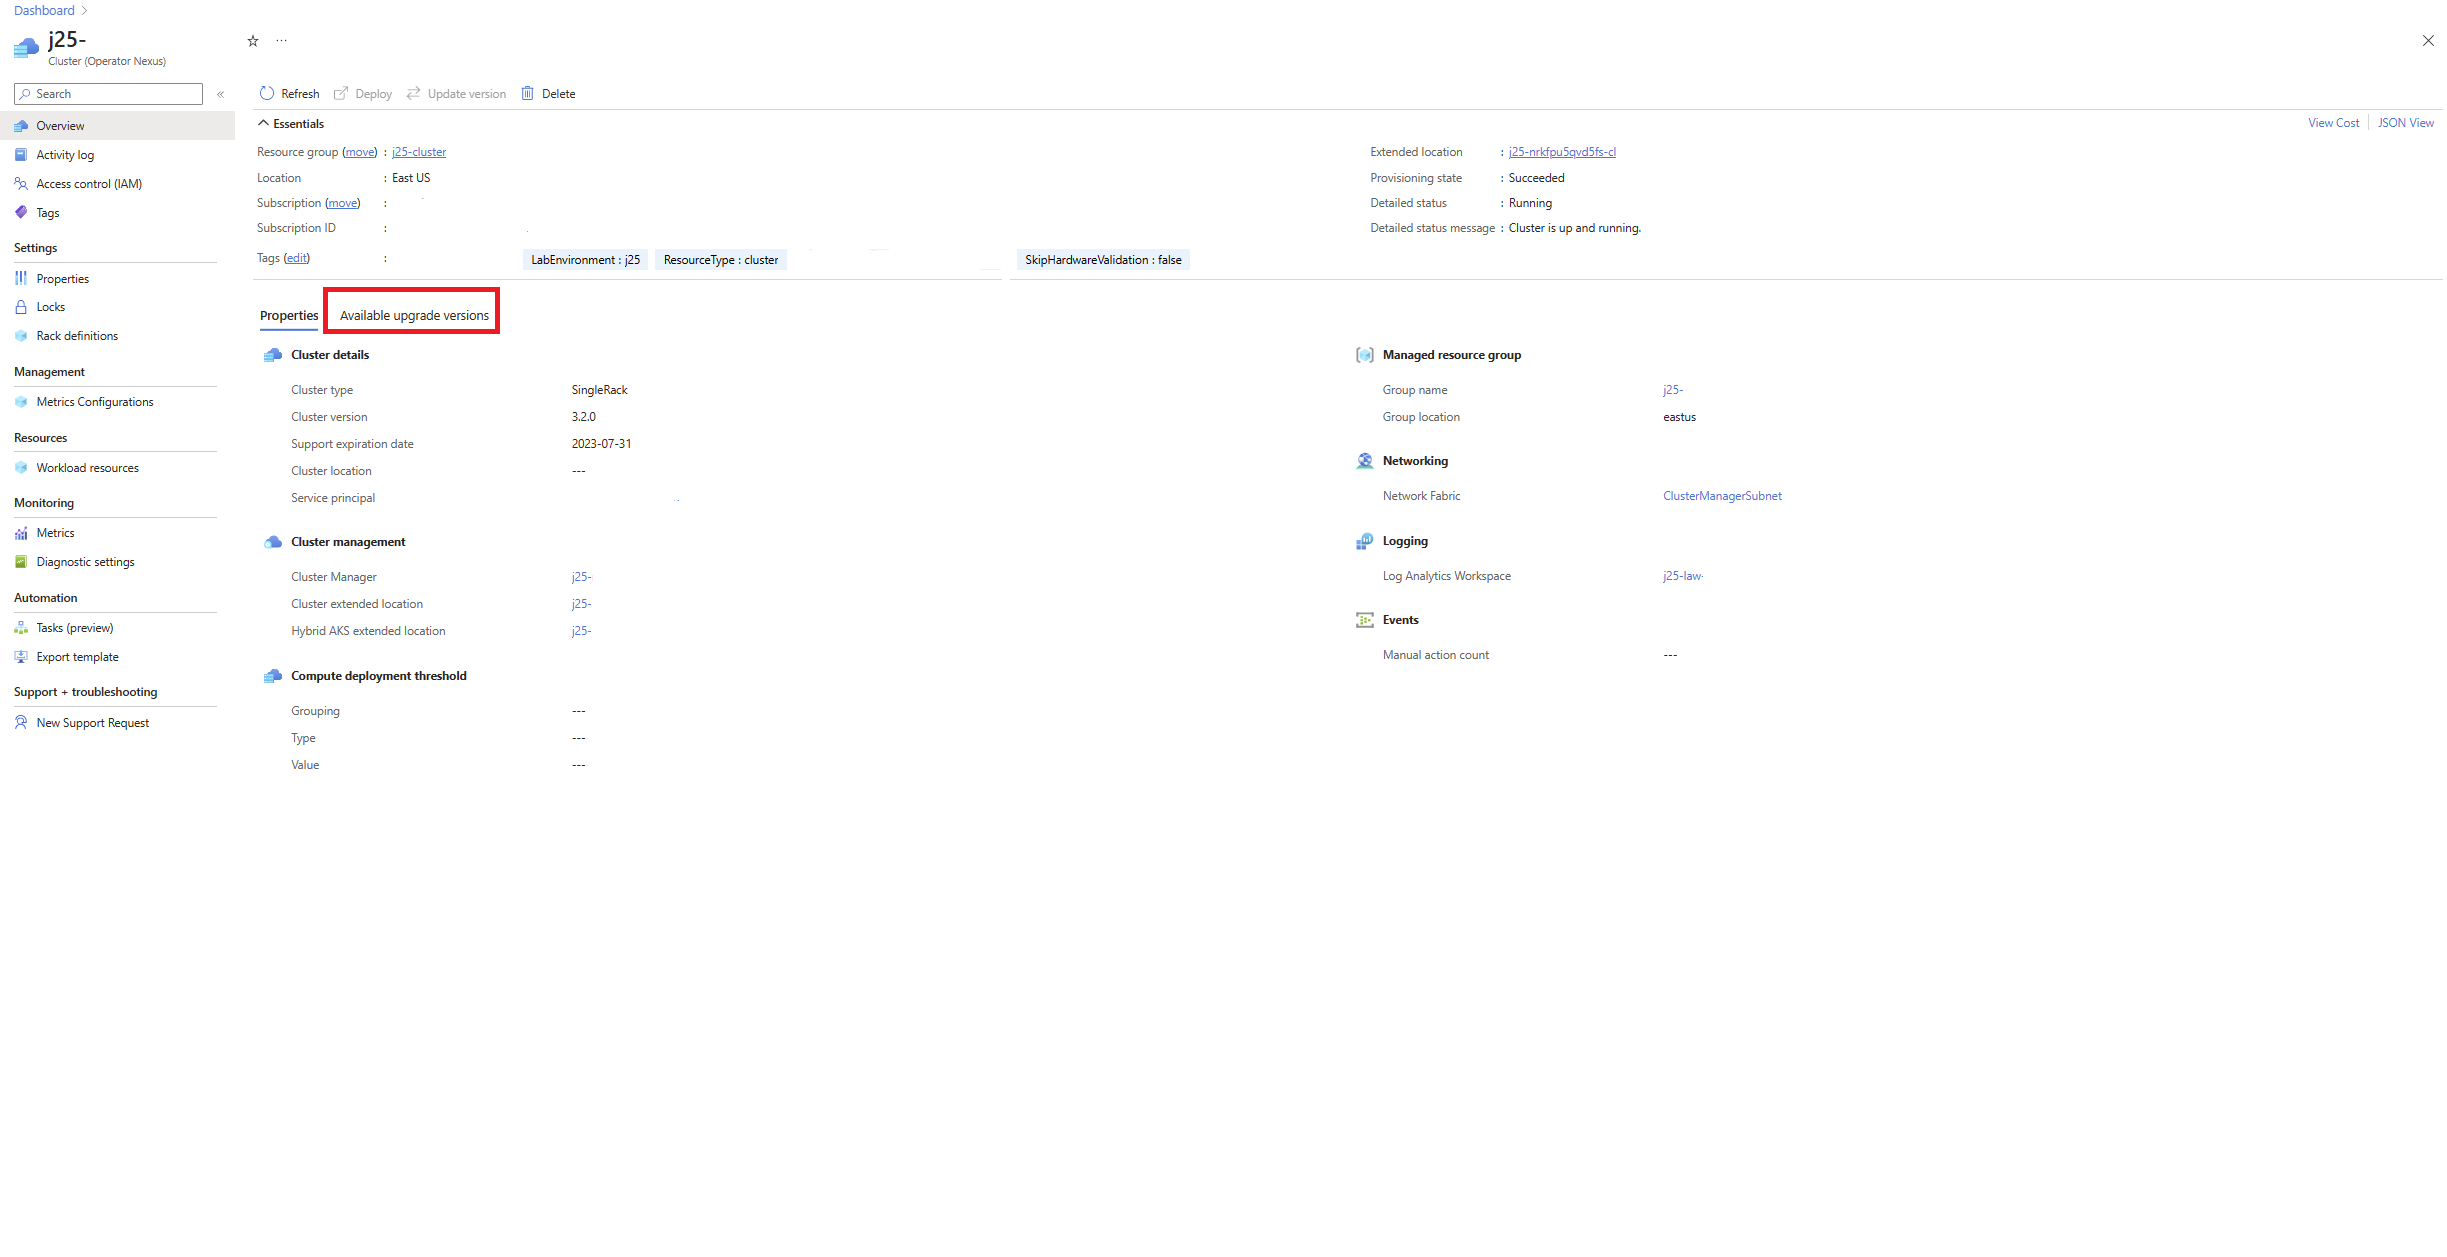 Dashboard
j25-
Cluster (Operator Nexus)
Search
Overview
Activity log
Access control (IAM)
Tags
Settings
Properties
Locks
Rack definitions
Management
Metrics Configurations
Resources
Workload resources
Monitoring
Metrics
Diagnostic settings
Automation
Tasks (preview)
Export template
Support + troubleshooting
New Support Request
Refresh Deploy Update version Delete
Essentials
View Cost JSON View
Resource group (move) : j25-cluster
Location : East US
Subscription (move) :
Subscription ID :
Tags (edit) : LabEnvironment : j25 ResourceType : cluster SkipHardwareValidation : false
Extended location : j25-nrkfpu5qvd5fs-cl
Provisioning state : Succeeded
Detailed status : Running
Detailed status message : Cluster is up and running.
Properties Available upgrade versions
Cluster details
Cluster type SingleRack
Cluster version 3.2.0
Support expiration date 2023-07-31
Cluster location ---
Service principal
Cluster management
Cluster Manager j25-
Cluster extended location j25-
Hybrid AKS extended location j25-
Compute deployment threshold
Grouping ---
Type ---
Value ---
Managed resource group
Group name j25-
Group location eastus
Networking
Network Fabric ClusterManagerSubnet
Logging
Log Analytics Workspace j25-law-
Events
Manual action count ---